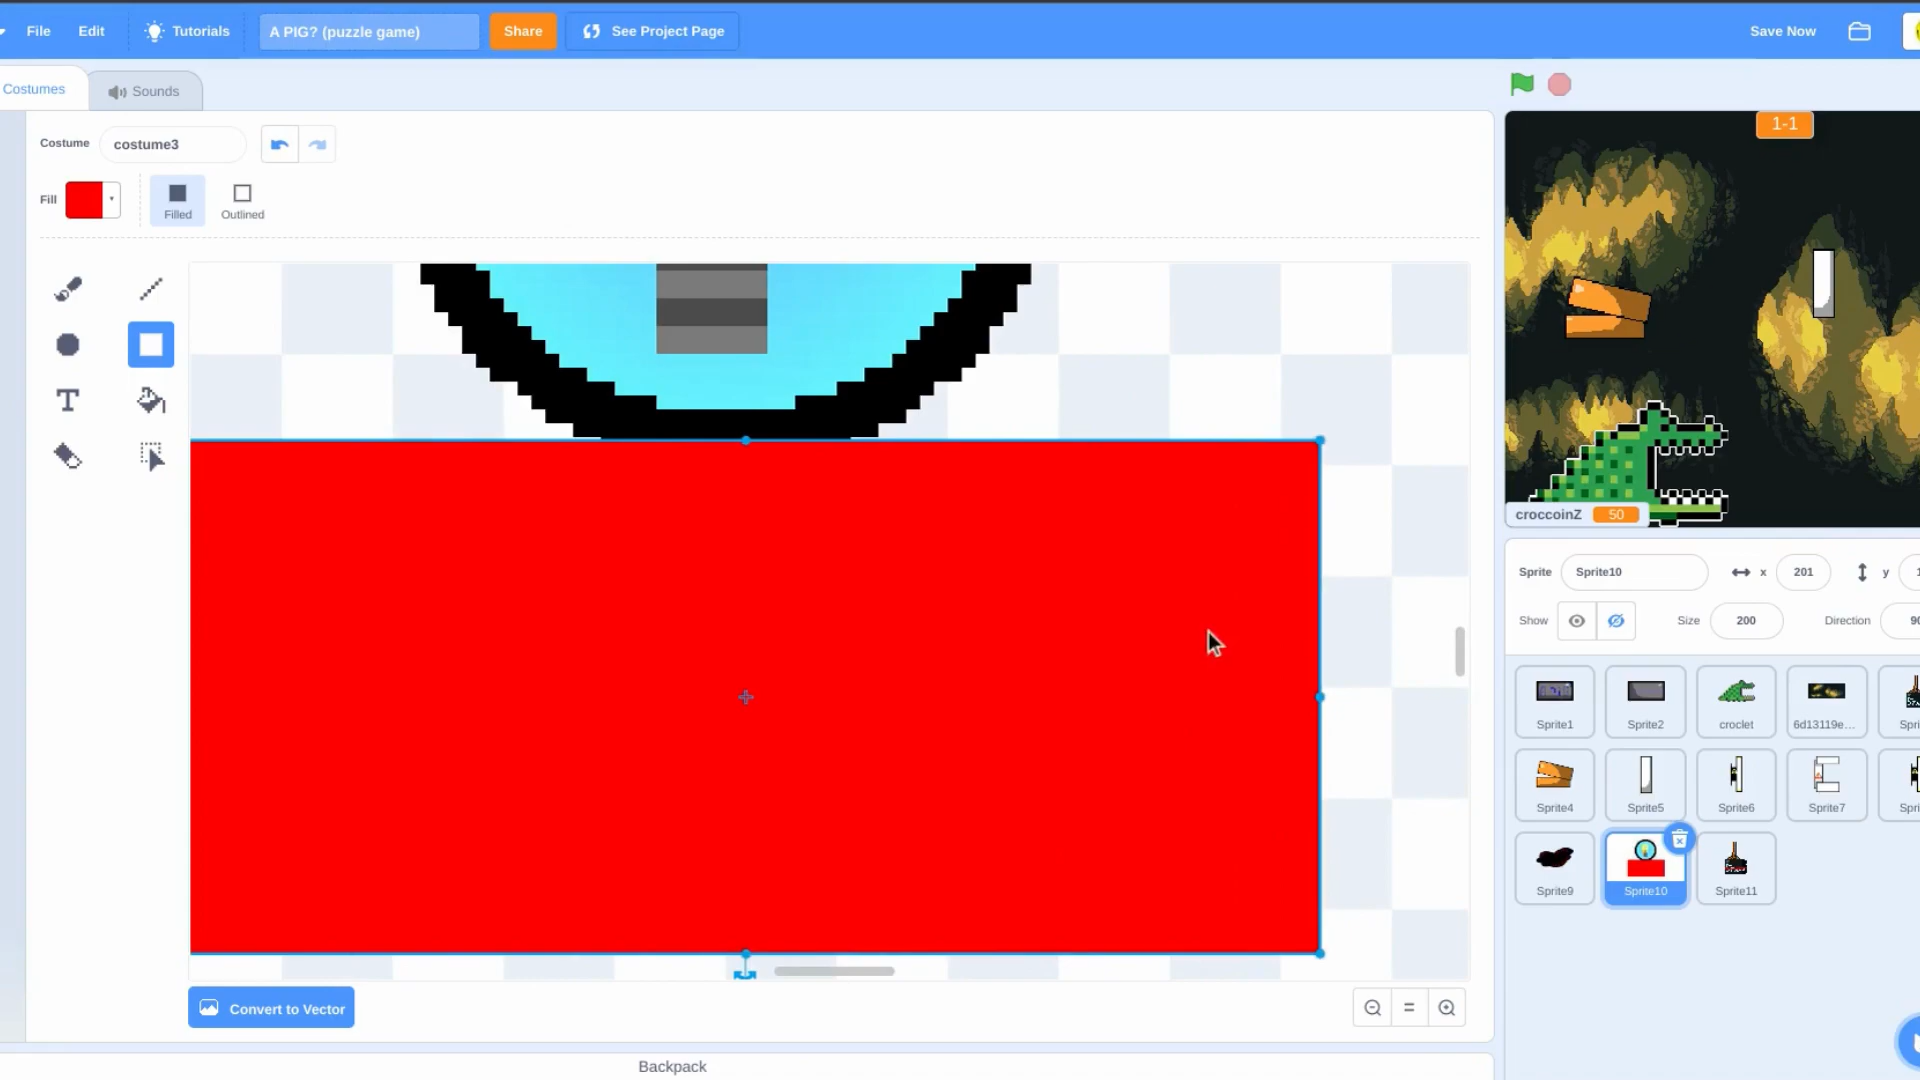 File Edit Tutorials A PIG? (puzzle game) Share See Project Page Save Now
Costumes Sounds
Costume costume3
1-1
Fill Filled Outlined
T
croccoinZ 50
Sprite Sprite10 x 201 y
Show Size 200 Direction
Sprite1 Sprite2 croclet 6d13119e...
Sprite4 Sprite5 Sprite6 Sprite7
Sprite9 Sprite10 Sprite11
Convert to Vector
Backpack